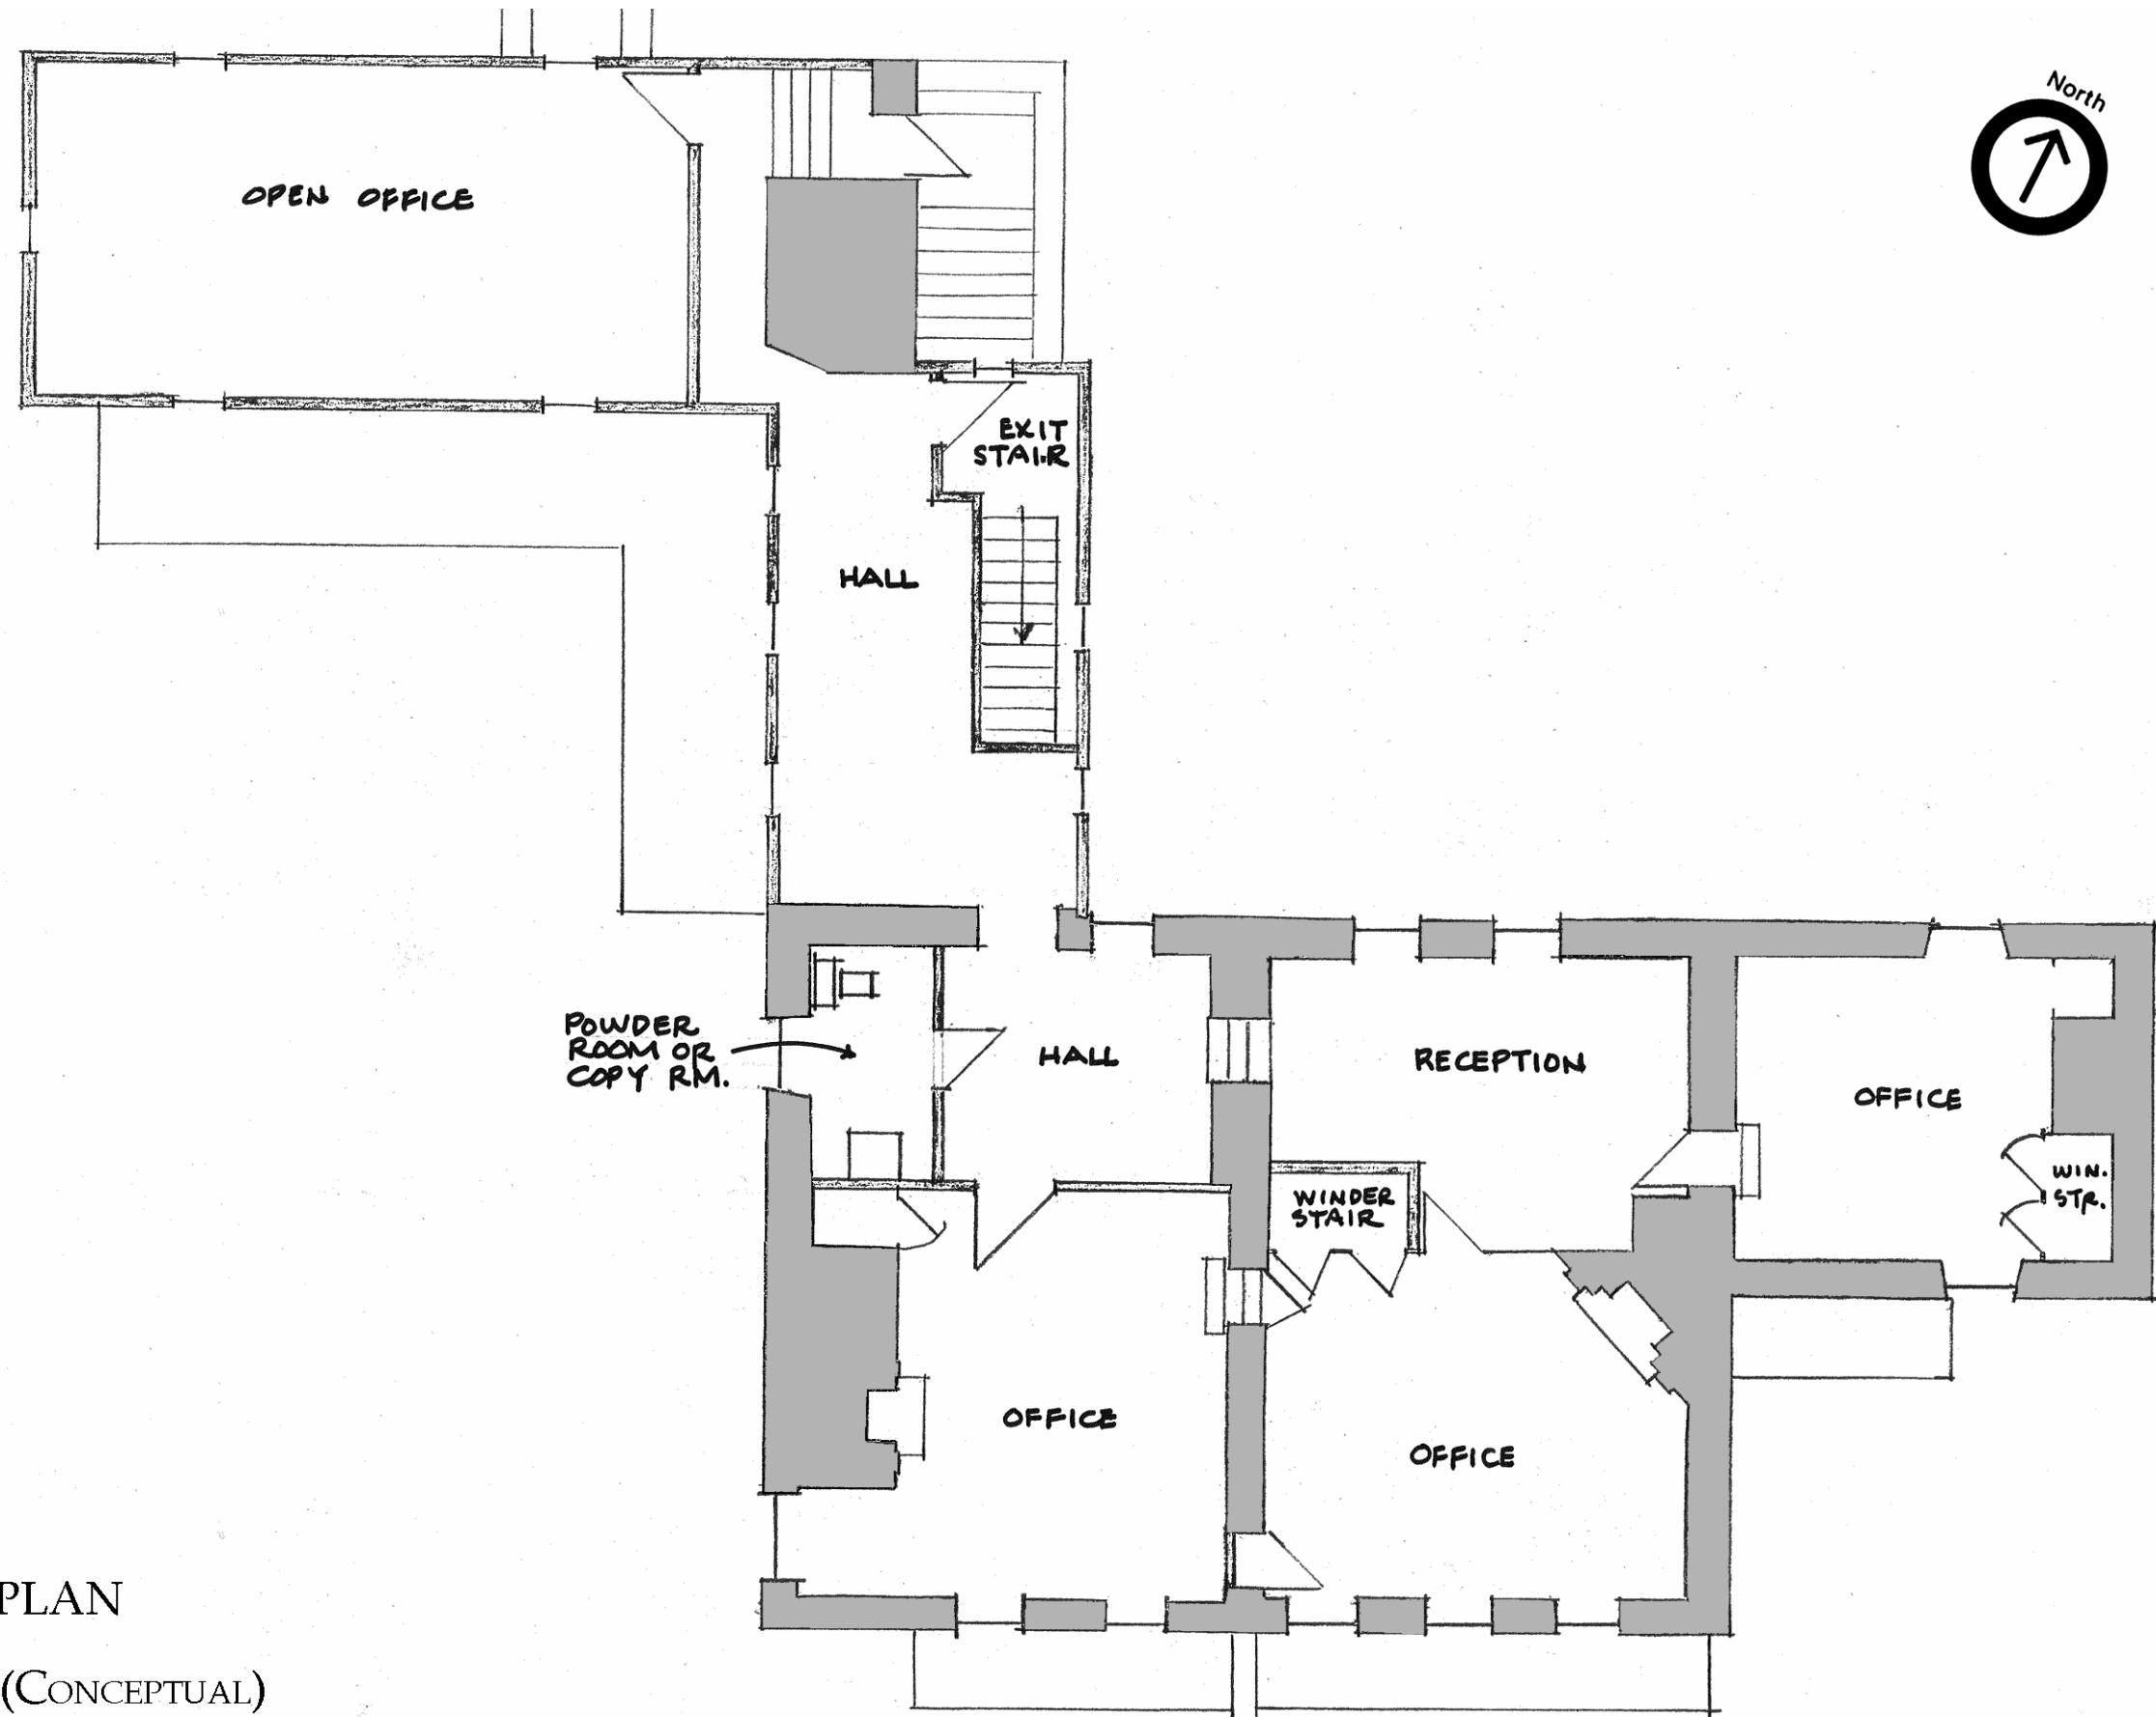 North
OPEN OFFICE
EXIT
STAIR
HALL
POWDER
ROOM OR
COPY RM.
HALL
RECEPTION
OFFICE
WINDER
STAIR
WIN.
STR.
OFFICE
OFFICE
PLAN
(CONCEPTUAL)